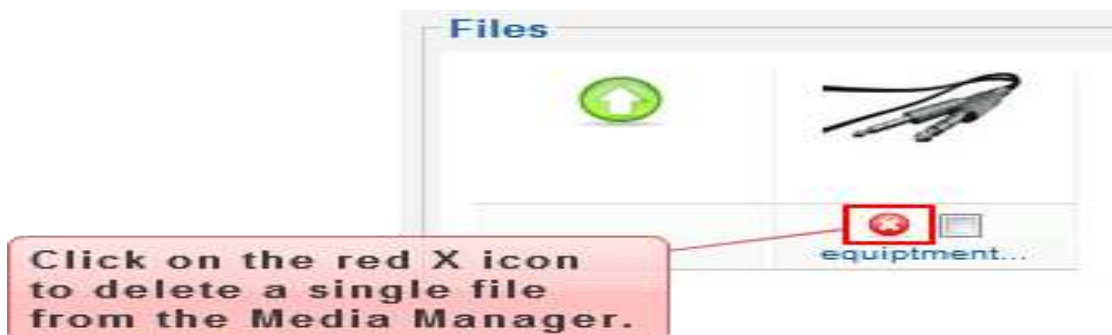 Files
equiptment...
Click on the red X icon
to delete a single file
from the Media Manager.